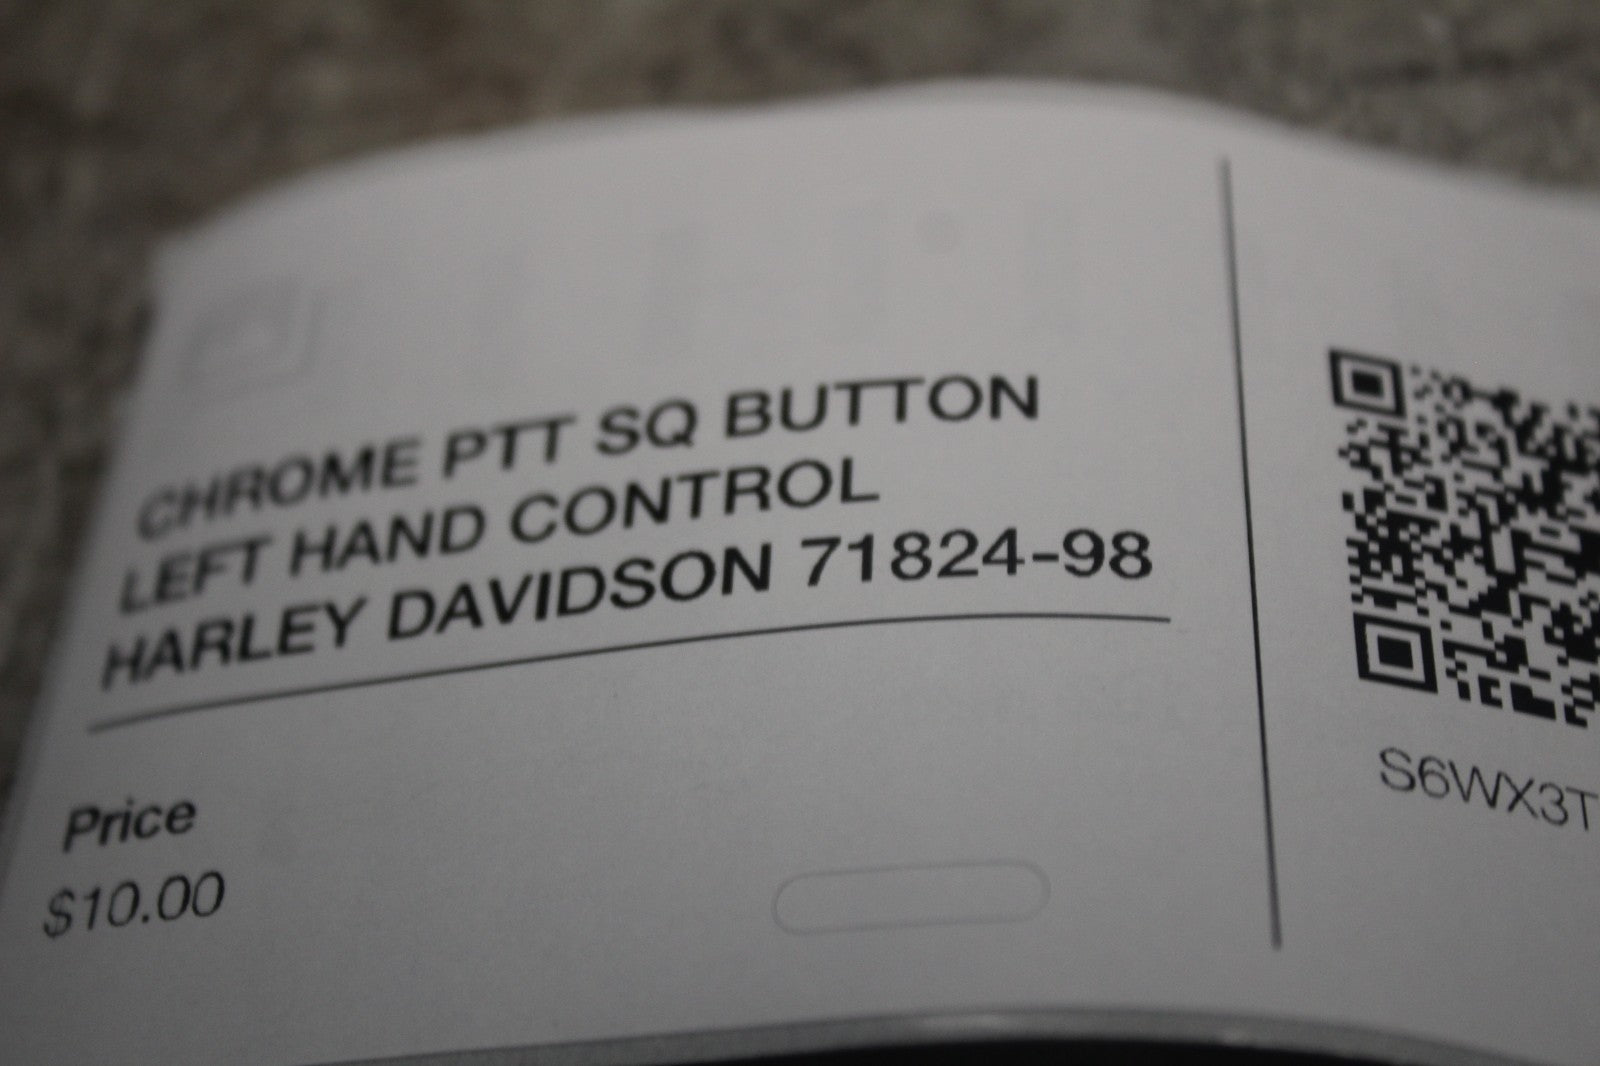 CHROME PTT SQ BUTTON
LEFT HAND CONTROL
HARLEY DAVIDSON 71824-98
Price
$10.00
S6WX3T